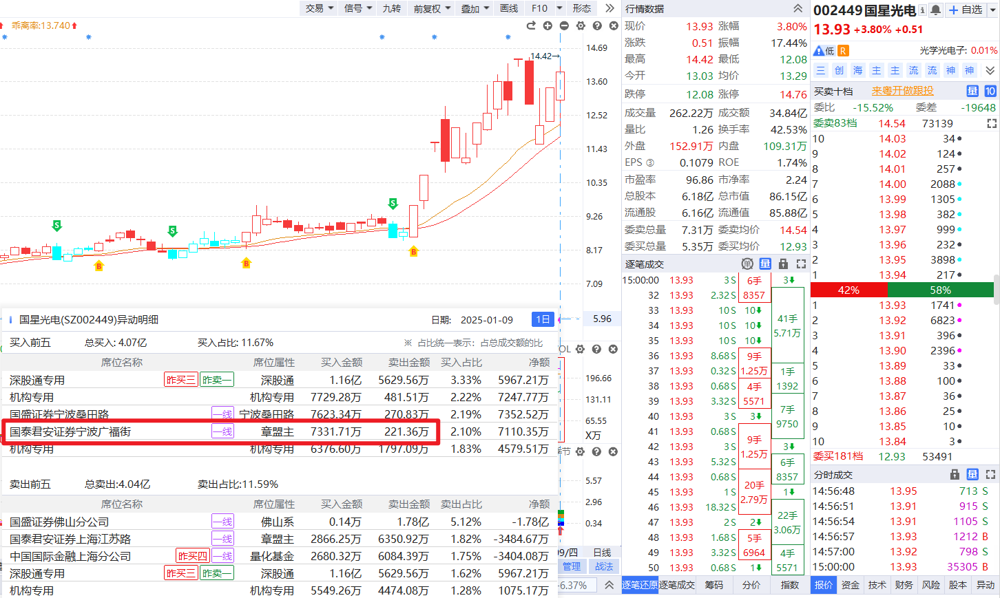 交易 信号 九转 前复权 叠加 画线 F10 形态
乖离率:13.740
14.42→
14.69
13.60
12.52
11.43
10.35
9.26
8.17
7.09
5.96
S
S
S
B
B
B
196.66
131.11
65.55
X万
5.57
2.96
0.34
日线
管理 战法
-6.37%
国星光电(SZ002449)异动明细 日期: 2025-01-09 1日
买入前五 总买入: 4.07亿 买入占比: 11.67% ※ 占比统一表示: 占总成交额的比
席位名称 席位属性 买入金额 卖出金额 买入占比 净额
深股通专用 昨买三 昨卖一 深股通 1.16亿 5629.56万 3.33% 5967.21万
机构专用 机构专用 7729.28万 481.51万 2.22% 7247.77万
国盛证券宁波桑田路 一线 宁波桑田路 7623.34万 270.83万 2.19% 7352.52万
国泰君安证券宁波广福街 一线 章盟主 7331.71万 221.36万 2.10% 7110.35万
机构专用 机构专用 6376.60万 1797.09万 1.83% 4579.51万
卖出前五 总卖出: 4.04亿 卖出占比:11.59%
席位名称 席位属性 买入金额 卖出金额 卖出占比 净额
国盛证券佛山分公司 一线 佛山系 0.14万 1.78亿 5.12% -1.78亿
国泰君安证券上海江苏路 一线 章盟主 2866.25万 6350.92万 1.82% -3484.67万
中国国际金融上海分公司 昨买四 一线 量化基金 2680.32万 6084.39万 1.75% -3404.08万
深股通专用 昨买三 昨卖一 深股通 1.16亿 5629.56万 1.62% 5967.21万
机构专用 机构专用 5549.26万 4474.08万 1.28% 1075.17万
行情数据
现价 13.93 涨幅 3.80%
涨跌 0.51 振幅 17.44%
最高 14.42 最低 12.08
今开 13.03 均价 13.29
跌停 12.08 涨停 14.76
成交量 262.22万 成交额 34.84亿
量比 1.26 换手率 42.53%
外盘 152.91万 内盘 109.31万
EPS ③ 0.1079 ROE 1.74%
市盈率 96.86 市净率 2.24
总股本 6.18亿 总市值 86.15亿
流通股 6.16亿 流通值 85.88亿
委卖总量 7.31万 委卖均价 14.54
委买总量 5.35万 委买均价 12.93
逐笔成交 单 量
15:00:00 13.93 3 S
32 13.93 2.32 S
33 13.93 10 S
34 13.93 10 S
35 13.93 10 S
36 13.93 8.68 S
37 13.93 0.32 S
38 13.93 0.68 S
39 13.93 3.32 S
40 13.93 3 S
41 13.93 0.68 S
42 13.93 3 S
43 13.93 5.32 S
44 13.93 0.68 S
45 13.93 1 S
46 13.93 18.32 S
47 13.93 2 S
48 13.93 1.68 S
49 13.93 3.32 S
50 13.93 0.68 S
6手
8357
10
10
10
9手
1.25万
4手
5571
3
9手
1.25万
20手
2.79万
2
5手
6964
1
3
41手
5.71万
1手
1392
7手
9750
3
6手
8357
1
22手
3.06万
4手
5571
逐笔还原 逐笔成交 筹码 分价 指数
002449国星光电 自选
13.93 +3.80% +0.51
低 R 光学光电子: 0.01%
三 创 海 主 主 流 流 神 神
买卖十档 来粤开做跟投 量 10
委比 -15.52% 委差 -19648
委卖83档 14.54 73139
10 14.03 34
9 14.02 124
8 14.01 257
7 14.00 2088
6 13.99 1305
5 13.98 382
4 13.97 999
3 13.96 232
2 13.95 3898
1 13.94 217
42% 58%
1 13.93 1741
2 13.92 6823
3 13.91 396
4 13.90 2396
5 13.89 33
6 13.88 100
7 13.87 36
8 13.86 25
9 13.85 10
10 13.84 3
委买181档 12.93 53491
分时成交 量
14:56:48 13.95 713 S
14:56:51 13.91 915 S
14:56:54 13.91 1105 S
14:56:57 13.93 1212 B
14:57:00 13.92 798 S
15:00:00 13.93 35305 B
报价 资金 技术 财务 风险 股本 异动